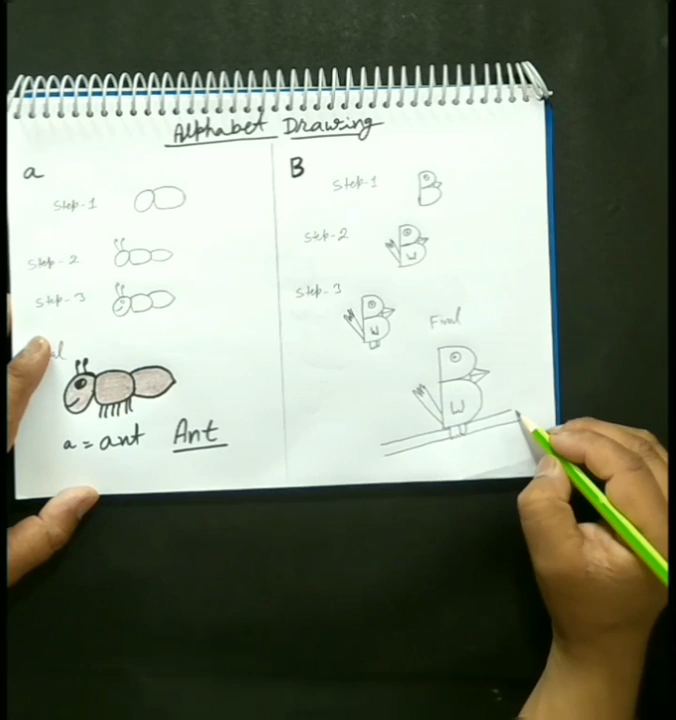 Alphabet Drawing
a
Step-1
Step-2
Step-3
a = ant Ant
B
Step-1
Step-2
Step-3
Final